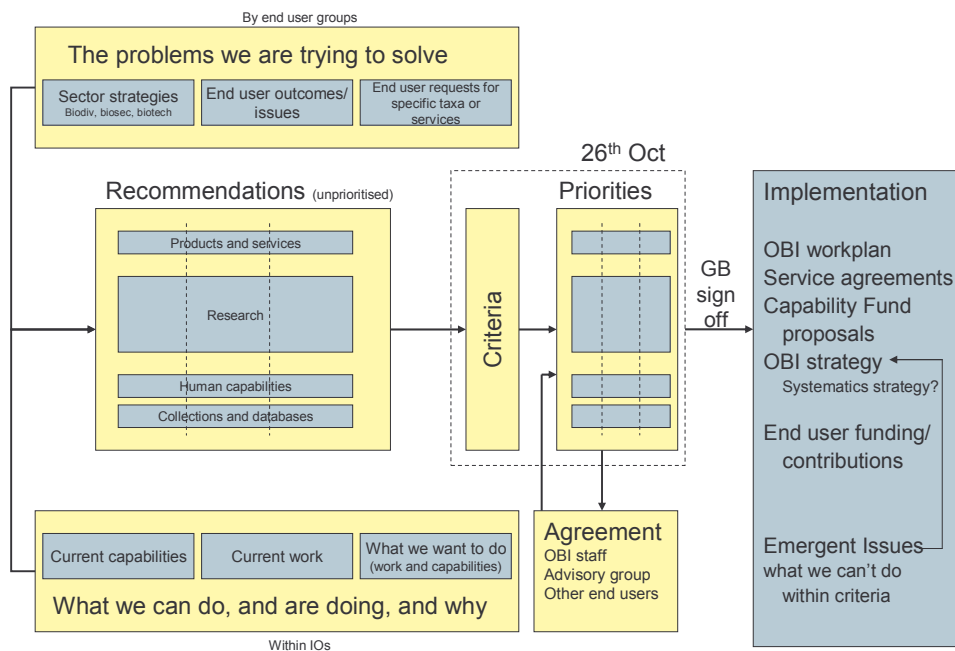 By end user groups
The problems we are trying to solve
Sector strategies
Biodiv, biosec, biotech
End user outcomes/
issues
End user requests for
specific taxa or
services
26th Oct
Recommendations (unprioritised)
Products and services
Research
Human capabilities
Collections and databases
Criteria
Priorities
GB
sign
off
Implementation
OBI workplan
Service agreements
Capability Fund
proposals
OBI strategy
Systematics strategy?
End user funding/
contributions
Emergent Issues
what we can't do
within criteria
Agreement
OBI staff
Advisory group
Other end users
Current capabilities
Current work
What we want to do
(work and capabilities)
What we can do, and are doing, and why
Within IOs